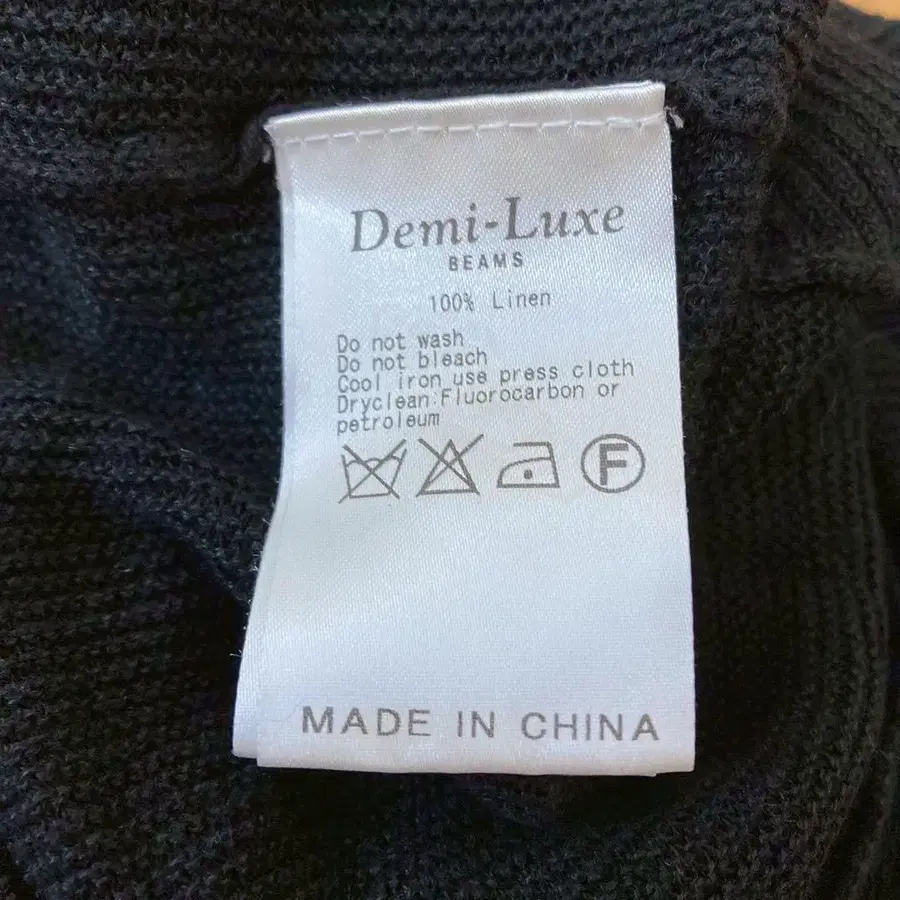 Demi-Luxe
BEAMS
100% Linen
Do not wash
Do not bleach
Cool iron use press cloth
Dryclean:Fluorocarbon or
petroleum
F
MADE IN CHINA